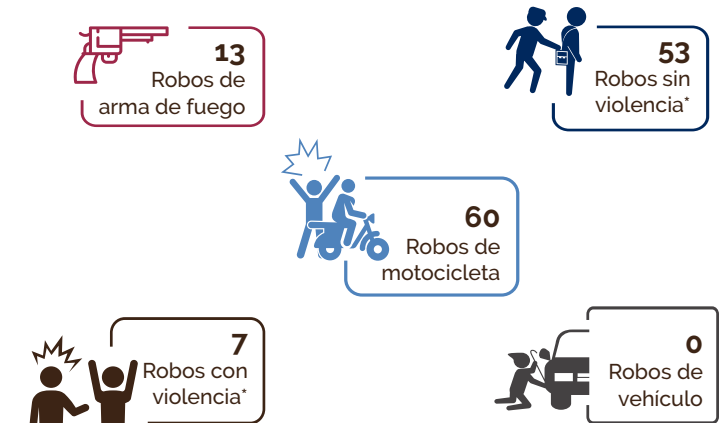 13
Robos de
arma de fuego
53
Robos sin
violencia*
60
Robos de
motocicleta
7
Robos con
violencia*
0
Robos de
vehículo